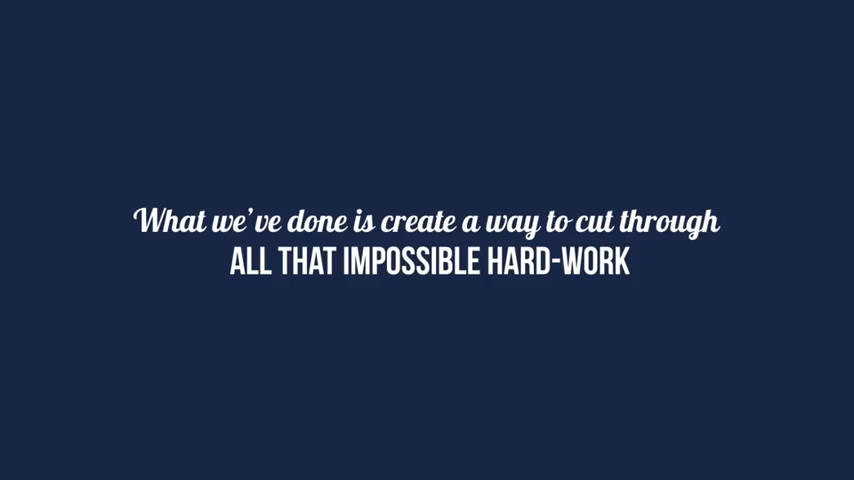 What we've done is create a way to cut through
ALL THAT IMPOSSIBLE HARD-WORK